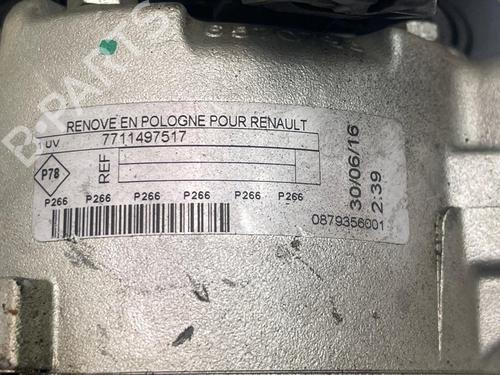 RENOVE EN POLOGNE POUR RENAULT
1 UV 7711497517
P78
REF
30/06/16
2.39
P266 P266 P266 P266 P266 P266
0879356001
B-PARTS